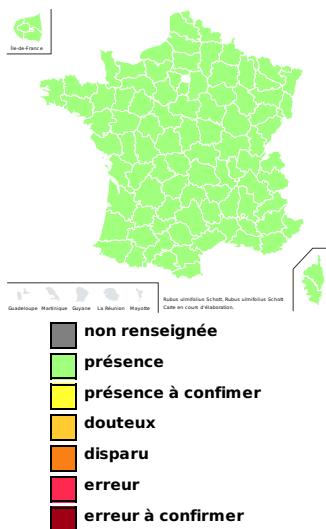 Île-de-France
Guadeloupe Martinique Guyane La Réunion Mayotte
Rubus ulmifolius Schott, Rubus ulmifolius Schott
Carte en cours d'élaboration.
non renseignée
présence
présence à confimer
douteux
disparu
erreur
erreur à confirmer